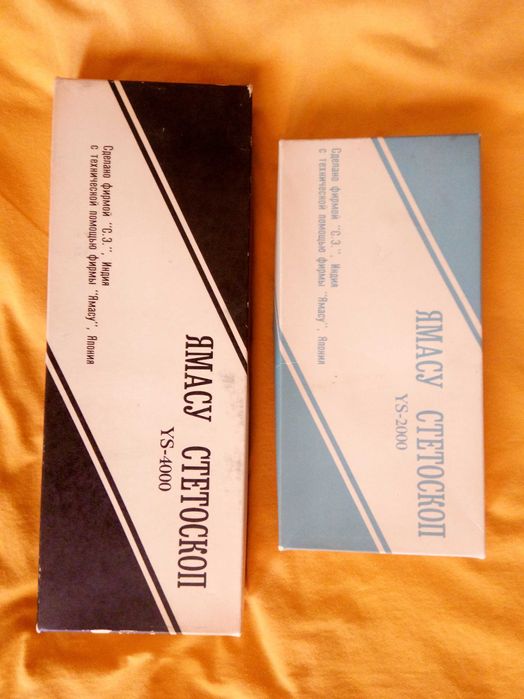 Сделано фирмой "С.З.", Индия
с технической помощью фирмы "Ямасу", Япония
ЯМАСУ СТЕТОСКОП
YS-4000
Сделано фирмой "С.З.", Индия
с технической помощью фирмы "Ямасу", Япония
ЯМАСУ СТЕТОСКОП
YS-2000